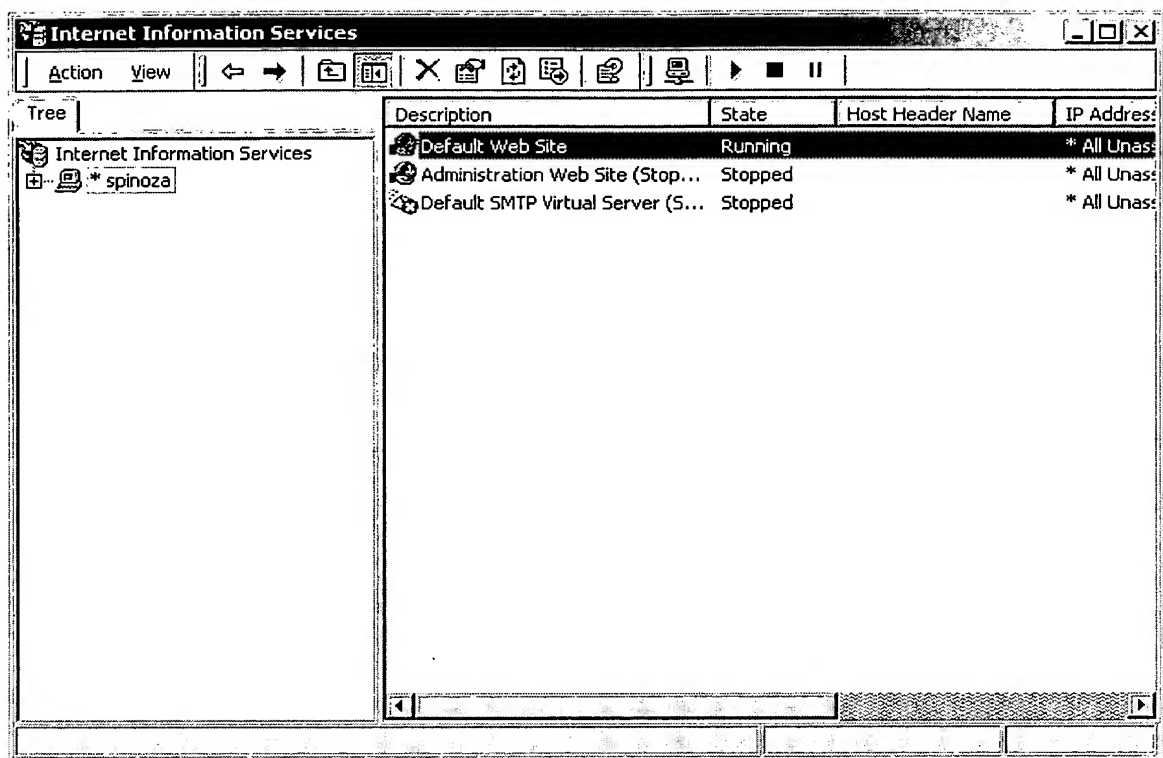 Internet Information Services
Action View
Tree
Internet Information Services
* spinoza
Description State Host Header Name IP Address
Default Web Site Running * All Unass
Administration Web Site (Stop... Stopped * All Unass
Default SMTP Virtual Server (S... Stopped * All Unass